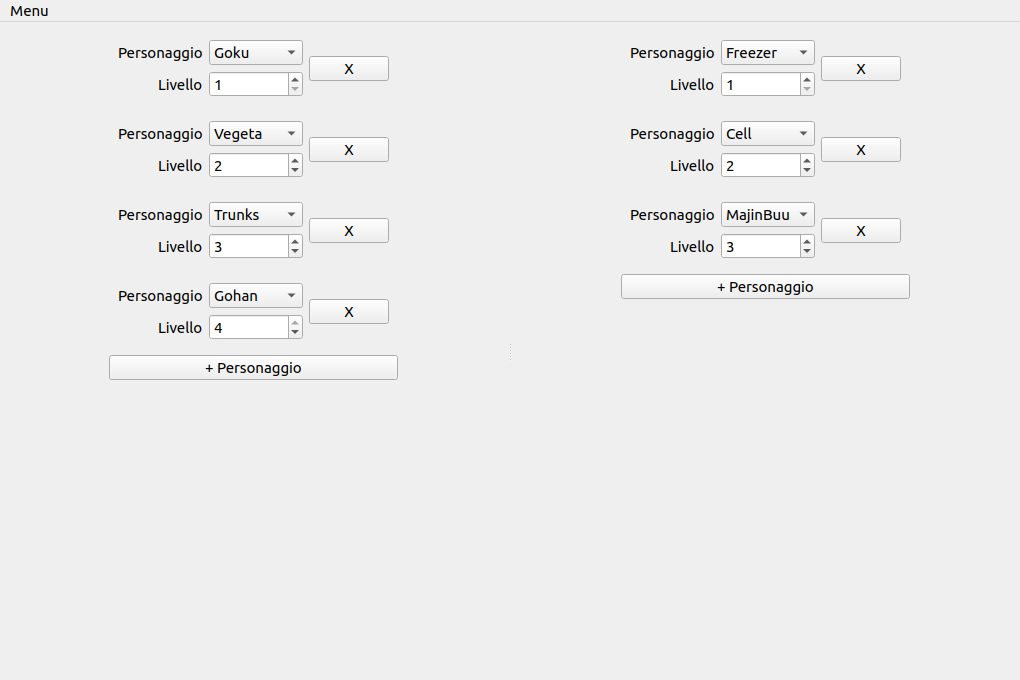 Menu
Personaggio Goku X
Livello 1
Personaggio Vegeta X
Livello 2
Personaggio Trunks X
Livello 3
Personaggio Gohan X
Livello 4
+ Personaggio
Personaggio Freezer X
Livello 1
Personaggio Cell X
Livello 2
Personaggio MajinBuu X
Livello 3
+ Personaggio